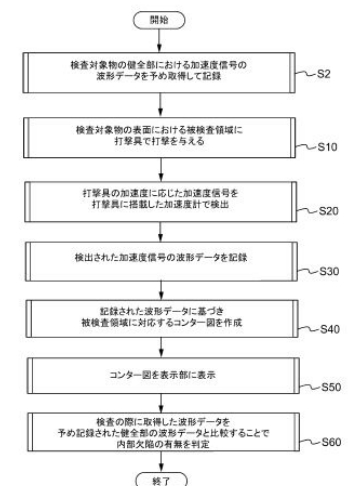 開始
検査対象物の健全部における加速度信号の
波形データを予め取得して記録
S2
検査対象物の表面における被検査領域に
打撃具で打撃を与える
S10
打撃具の加速度に応じた加速度信号を
打撃具に搭載した加速度計で検出
S20
検出された加速度信号の波形データを記録
S30
記録された波形データに基づき
被検査領域に対応するコンター図を作成
S40
コンター図を表示部に表示
S50
検査の際に取得した波形データを
予め記録された健全部の波形データと比較することで
内部欠陥の有無を判定
S60
終了